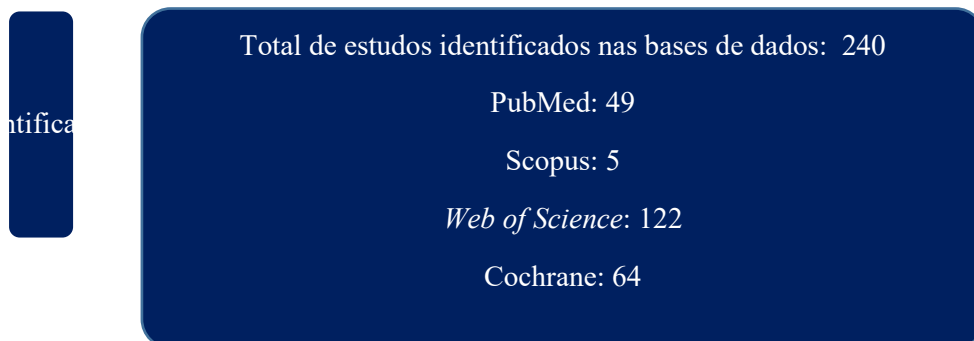 Total de estudos identificados nas bases de dados: 240
PubMed: 49
Scopus: 5
ntifica
Web of Science: 122
Cochrane: 64